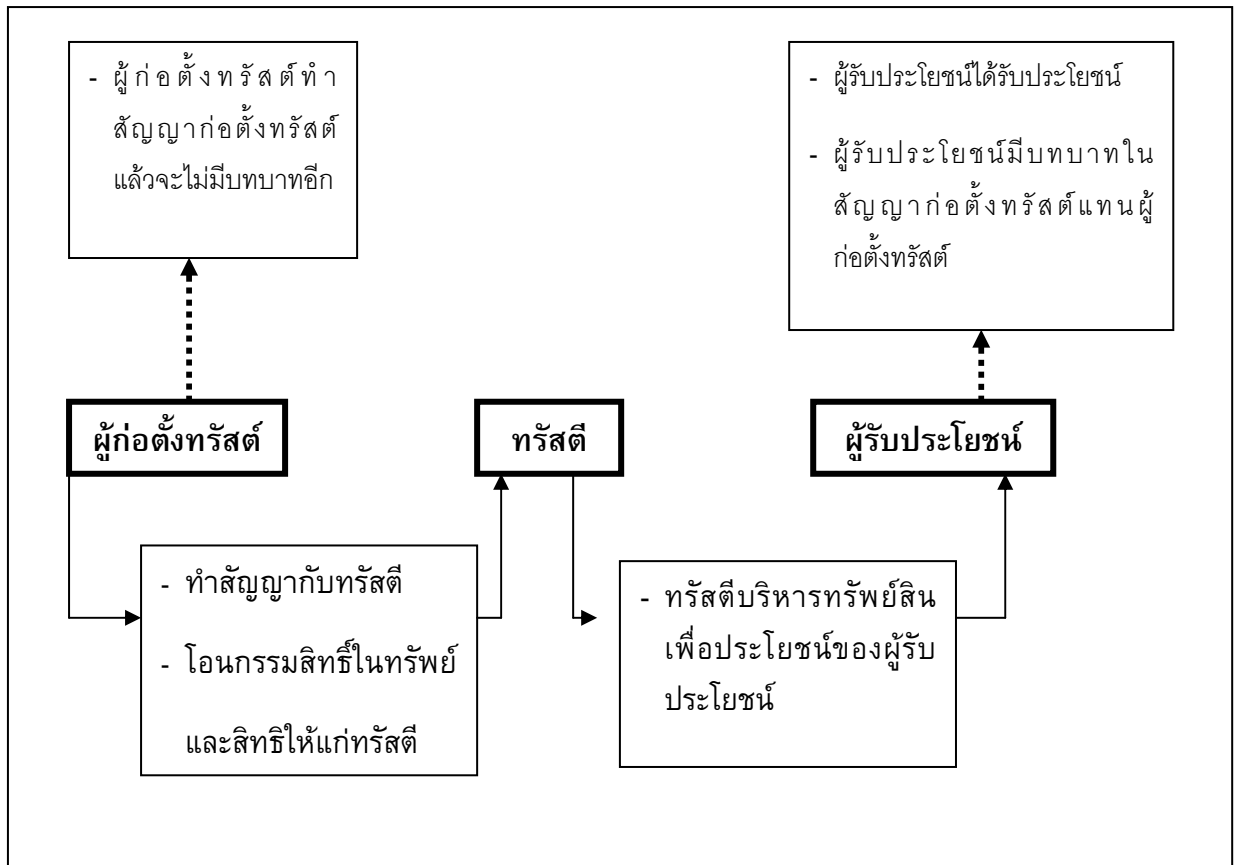 - ผู้ก่อตั้งทรัสต์ทำ
สัญญาก่อตั้งทรัสต์
แล้วจะไม่มีบทบาทอีก
- ผู้รับประโยชน์ได้รับประโยชน์
- ผู้รับประโยชน์มีบทบาทใน
สัญญาก่อตั้งทรัสต์แทนผู้
ก่อตั้งทรัสต์
ผู้ก่อตั้งทรัสต์
ทรัสตี
ผู้รับประโยชน์
- ทำสัญญากับทรัสตี
- โอนกรรมสิทธิ์ในทรัพย์
และสิทธิให้แก่ทรัสตี
- ทรัสตีบริหารทรัพย์สิน
เพื่อประโยชน์ของผู้รับ
ประโยชน์